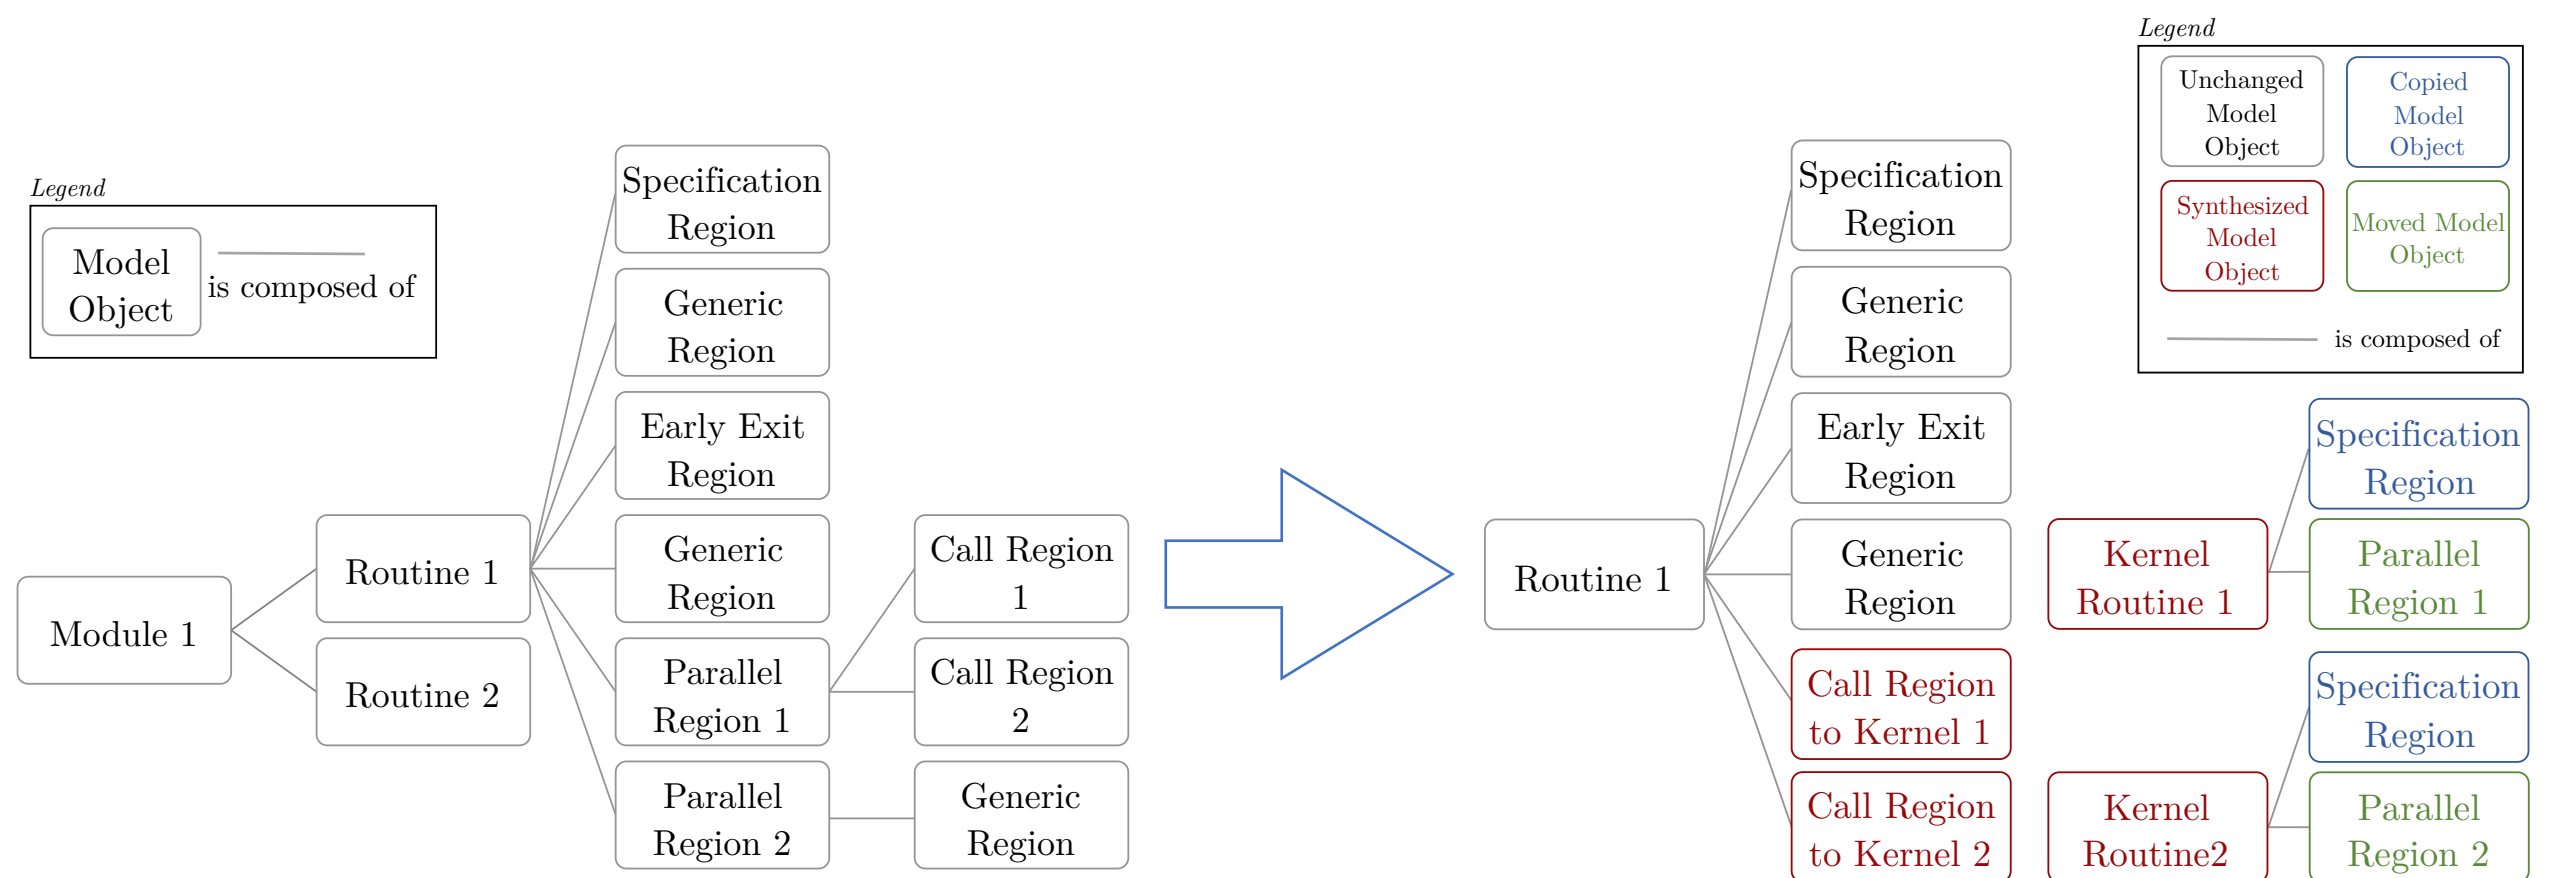 Legend
Model
Object
is composed of
Module 1
Routine 1
Routine 2
Specification
Region
Generic
Region
Early Exit
Region
Generic
Region
Parallel
Region 1
Parallel
Region 2
Call Region
1
Call Region
2
Generic
Region
Routine 1
Specification
Region
Generic
Region
Early Exit
Region
Generic
Region
Call Region
to Kernel 1
Call Region
to Kernel 2
Legend
Unchanged
Model
Object
Copied
Model
Object
Synthesized
Model
Object
Moved Model
Object
is composed of
Kernel
Routine 1
Specification
Region
Parallel
Region 1
Kernel
Routine2
Specification
Region
Parallel
Region 2